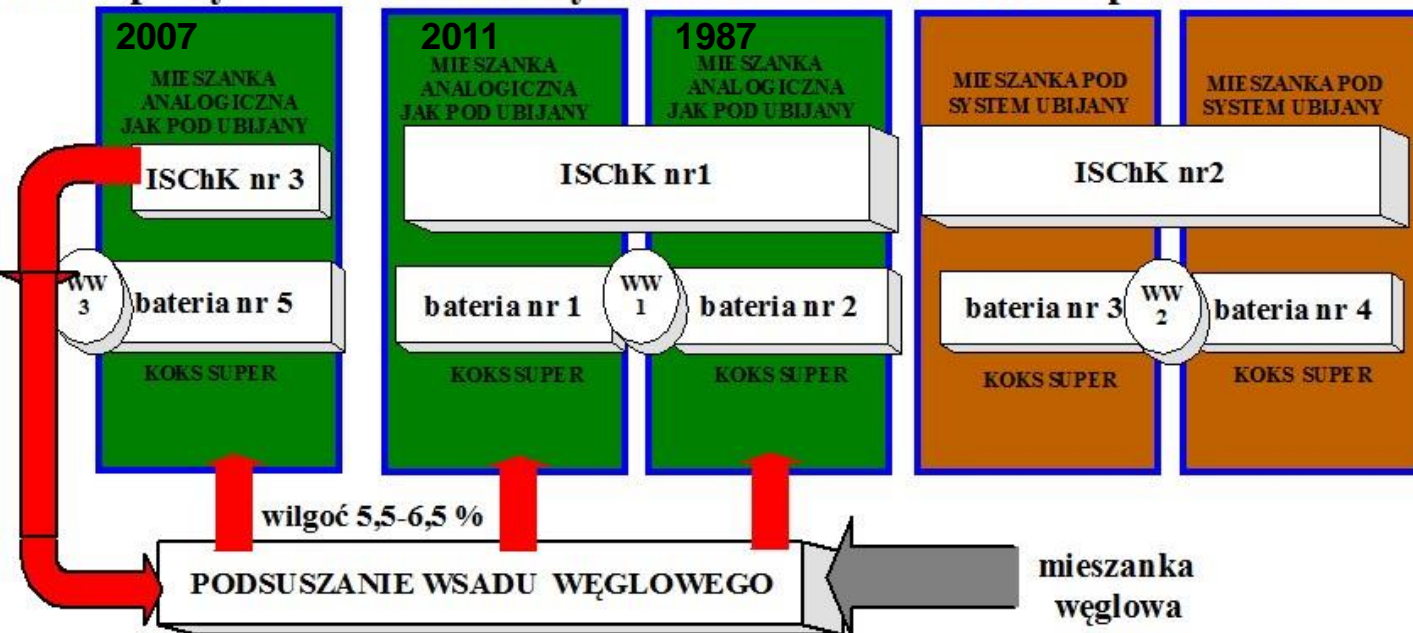 2007
MIESZANKA
ANALOGICZNA
JAK POD UBIJANY
ISChK nr 3
WW
3
bateria nr 5
KOKS SUPER
2011
MIESZANKA
ANALOGICZNA
JAK POD UBIJANY
1987
MIESZANKA
ANALOGICZNA
JAK POD UBIJANY
ISChK nr1
bateria nr 1
WW
1
bateria nr 2
KOKS SUPER
KOKS SUPER
MIESZANKA POD
SYSTEM UBIJANY
MIESZANKA POD
SYSTEM UBIJANY
ISChK nr2
bateria nr 3
WW
2
bateria nr 4
KOKS SUPER
KOKS SUPER
wilgoć 5,5-6,5 %
PODSUSZANIE WSADU WĘGLOWEGO
mieszanka
węglowa